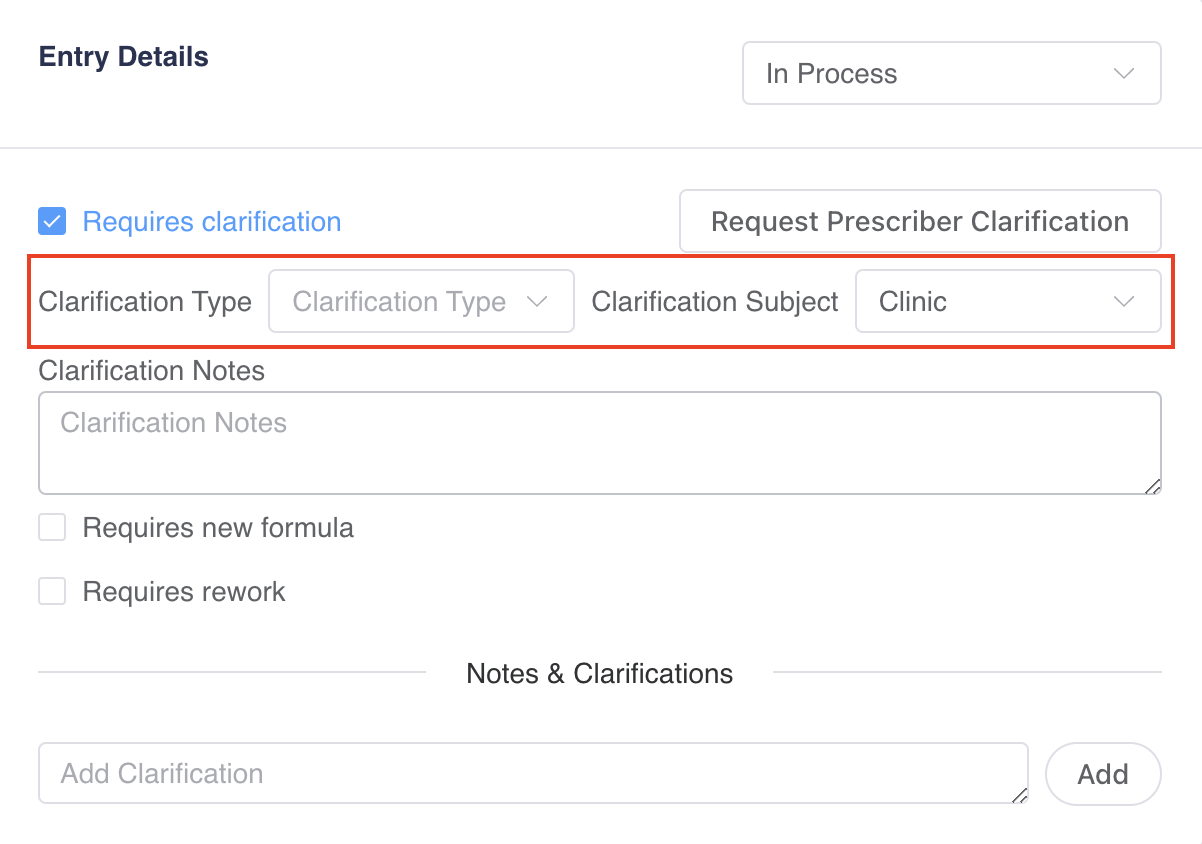 Entry Details
In Process
Requires clarification
Request Prescriber Clarification
Clarification Type Clarification Type Clarification Subject Clinic
Clarification Notes
Clarification Notes
Requires new formula
Requires rework
Notes & Clarifications
Add Clarification
Add